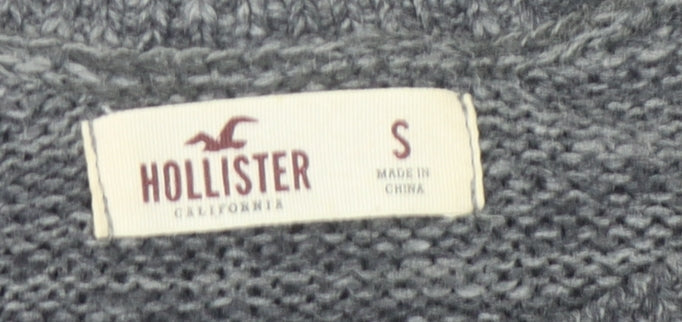 HOLLISTER
CALIFORNIA
S
MADE IN
CHINA